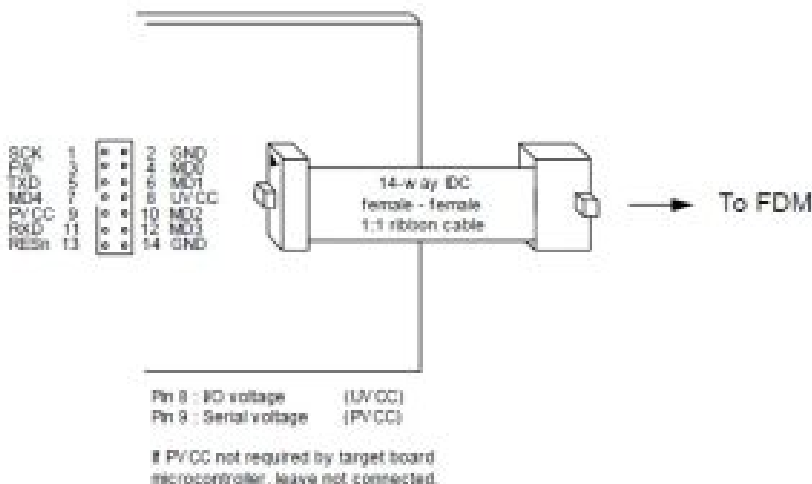 SCK 1 2 GND
FW 3 4 MD0
TXD 5 6 MD1
MD4 7 8 UVCC
PVCC 9 10 MD2
RXD 11 12 MD3
RESn 13 14 GND
14-way IDC
female - female
1:1 ribbon cable
To FDM
Pin 8 : I/O voltage (UVCC)
Pin 9 : Serial voltage (PVCC)
If PVCC not required by target board
microcontroller, leave not connected.